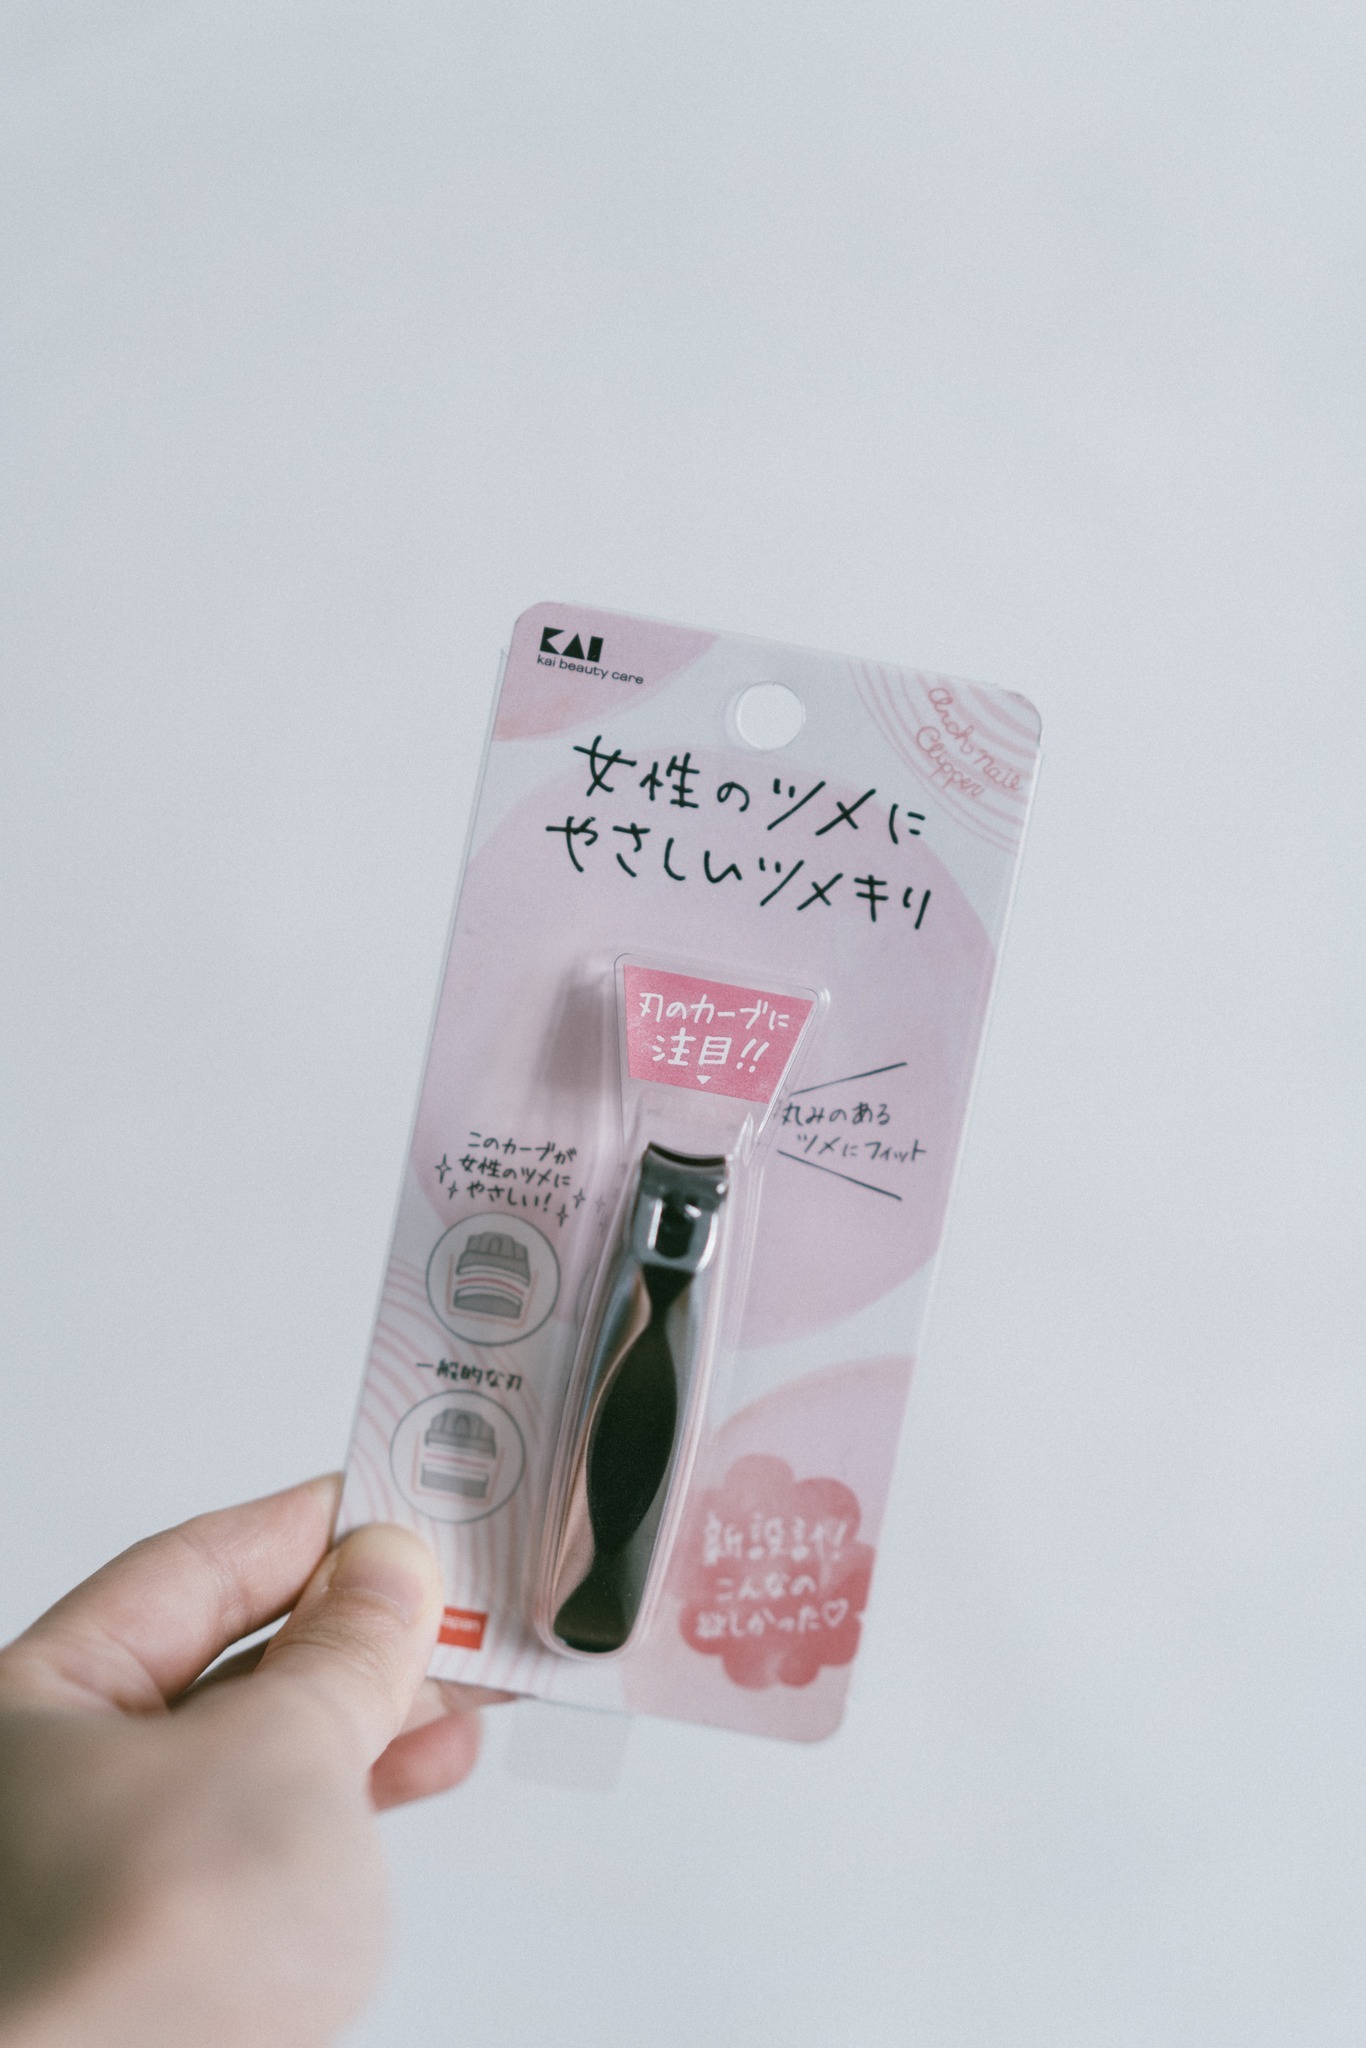 KAI
kai beauty care
Arch Nail
Clipper
女性のツメに
やさしいツメキリ
刃のカーブに
注目!!
丸みのある
ツメにフィット
このカーブが
女性のツメに
やさしい!
一般的な刃
新設計!
こんなの
欲しかった♡